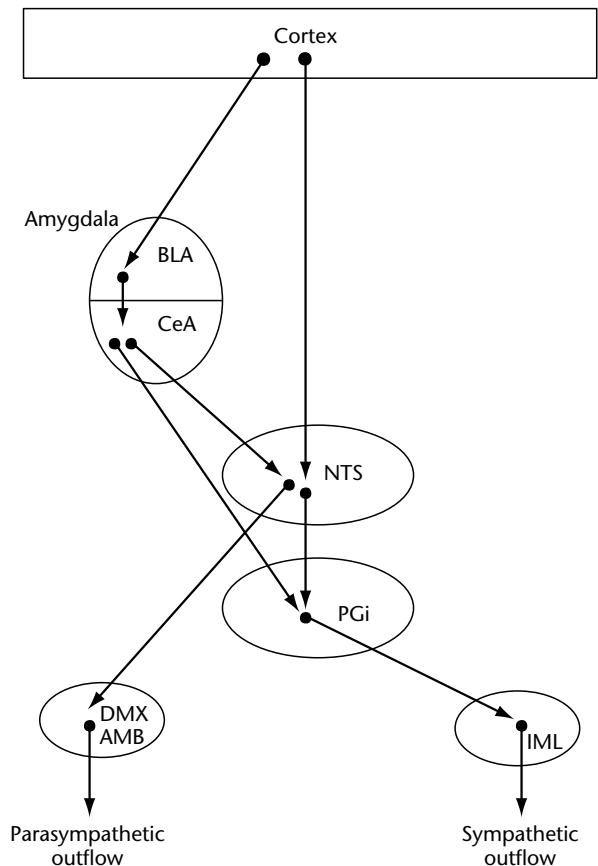 Cortex
Amygdala
BLA
CeA
NTS
PGi
DMX
AMB
IML
Parasympathetic
outflow
Sympathetic
outflow